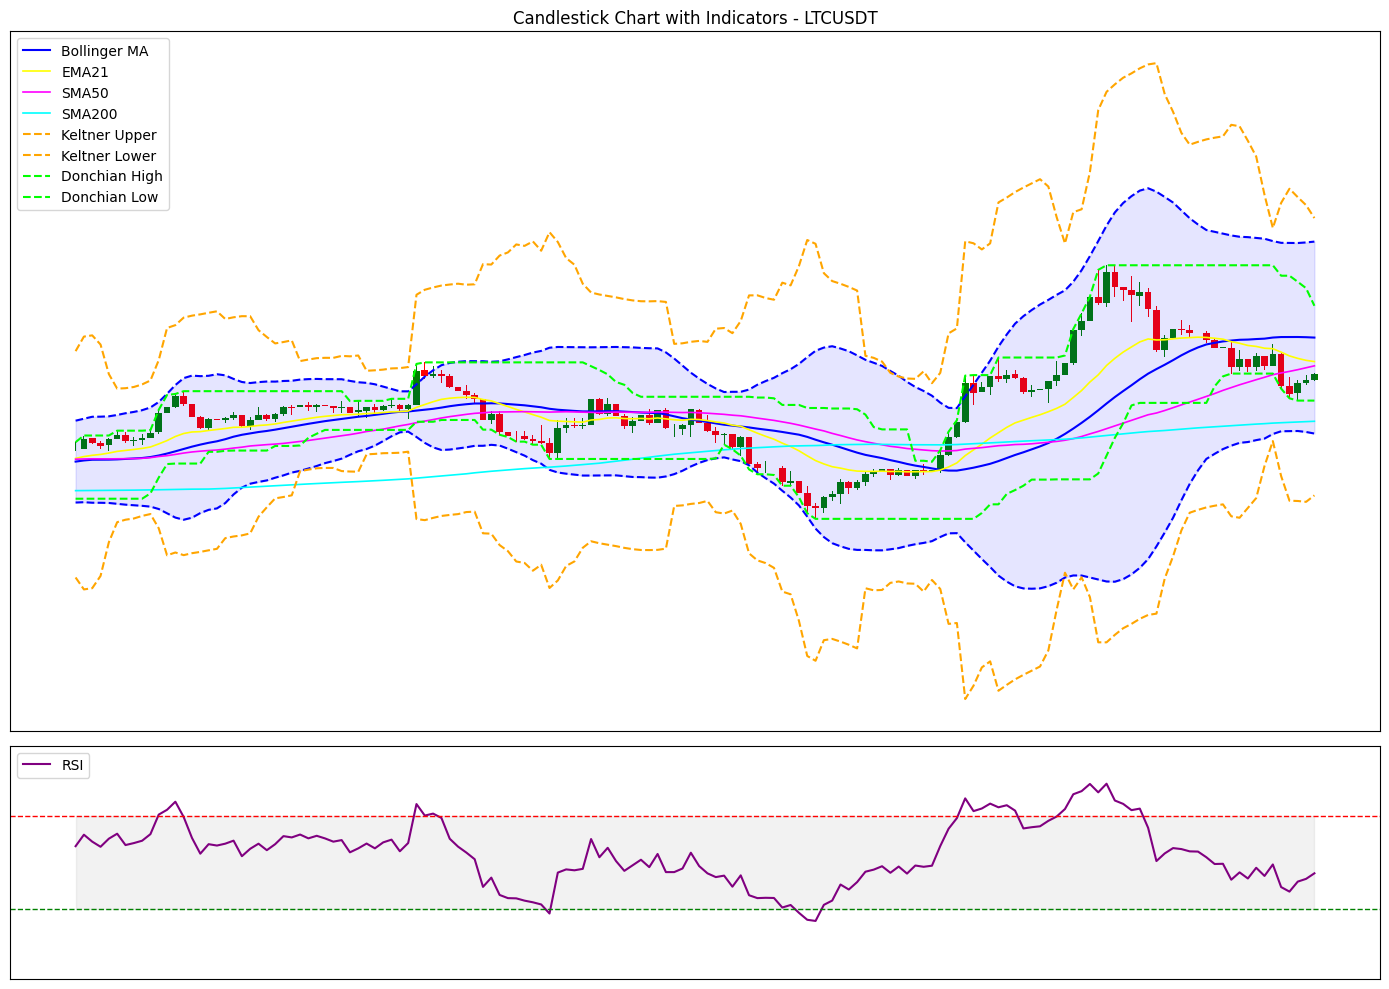 Candlestick Chart with Indicators - LTCUSDT
Bollinger MA
EMA21
SMA50
SMA200
Keltner Upper
Keltner Lower
Donchian High
Donchian Low
RSI